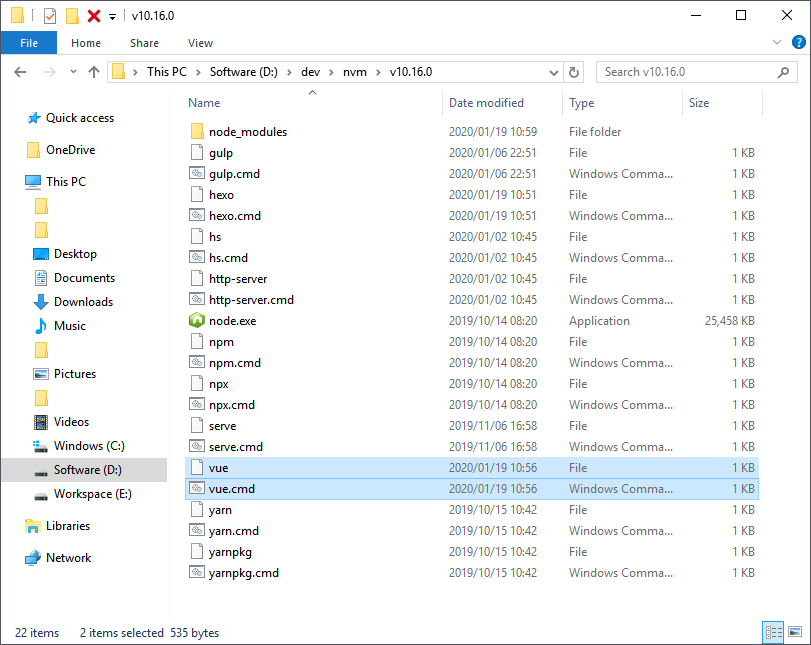 v10.16.0
File Home Share View
This PC > Software (D:) > dev > nvm > v10.16.0
Search v10.16.0
Name Date modified Type Size
Quick access
OneDrive
This PC
Desktop
Documents
Downloads
Music
Pictures
Videos
Windows (C:)
Software (D:)
Workspace (E:)
Libraries
Network
node_modules 2020/01/19 10:59 File folder
gulp 2020/01/06 22:51 File 1 KB
gulp.cmd 2020/01/06 22:51 Windows Comma... 1 KB
hexo 2020/01/19 10:51 File 1 KB
hexo.cmd 2020/01/19 10:51 Windows Comma... 1 KB
hs 2020/01/02 10:45 File 1 KB
hs.cmd 2020/01/02 10:45 Windows Comma... 1 KB
http-server 2020/01/02 10:45 File 1 KB
http-server.cmd 2020/01/02 10:45 Windows Comma... 1 KB
node.exe 2019/10/14 08:20 Application 25,458 KB
npm 2019/10/14 08:20 File 1 KB
npm.cmd 2019/10/14 08:20 Windows Comma... 1 KB
npx 2019/10/14 08:20 File 1 KB
npx.cmd 2019/10/14 08:20 Windows Comma... 1 KB
serve 2019/11/06 16:58 File 1 KB
serve.cmd 2019/11/06 16:58 Windows Comma... 1 KB
vue 2020/01/19 10:56 File 1 KB
vue.cmd 2020/01/19 10:56 Windows Comma... 1 KB
yarn 2019/10/15 10:42 File 1 KB
yarn.cmd 2019/10/15 10:42 Windows Comma... 1 KB
yarnpkg 2019/10/15 10:42 File 1 KB
yarnpkg.cmd 2019/10/15 10:42 Windows Comma... 1 KB
22 items 2 items selected 535 bytes